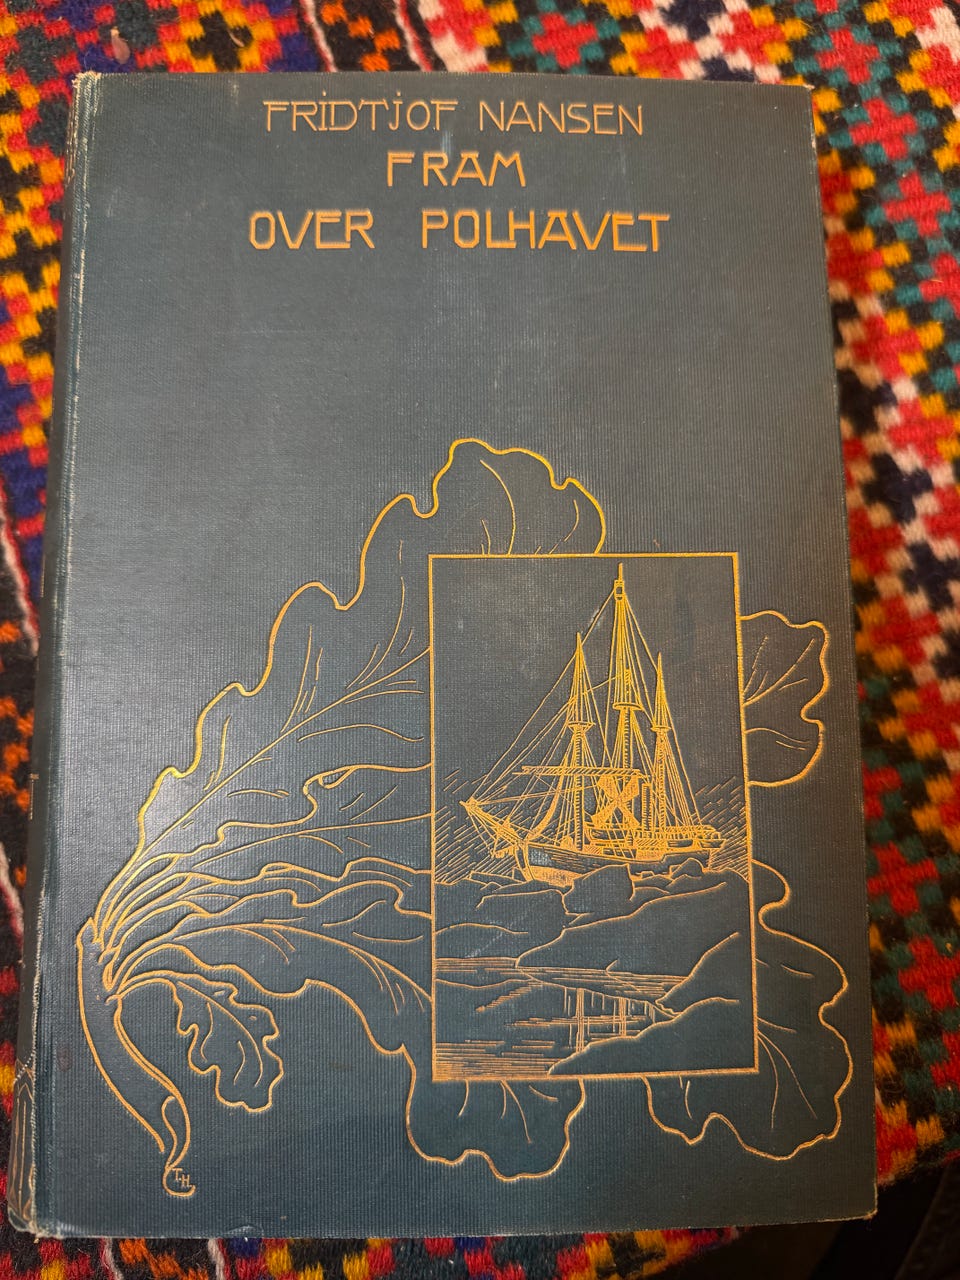 FRIDTJOF NANSEN
FRAM
OVER POLHAVET
T.H.